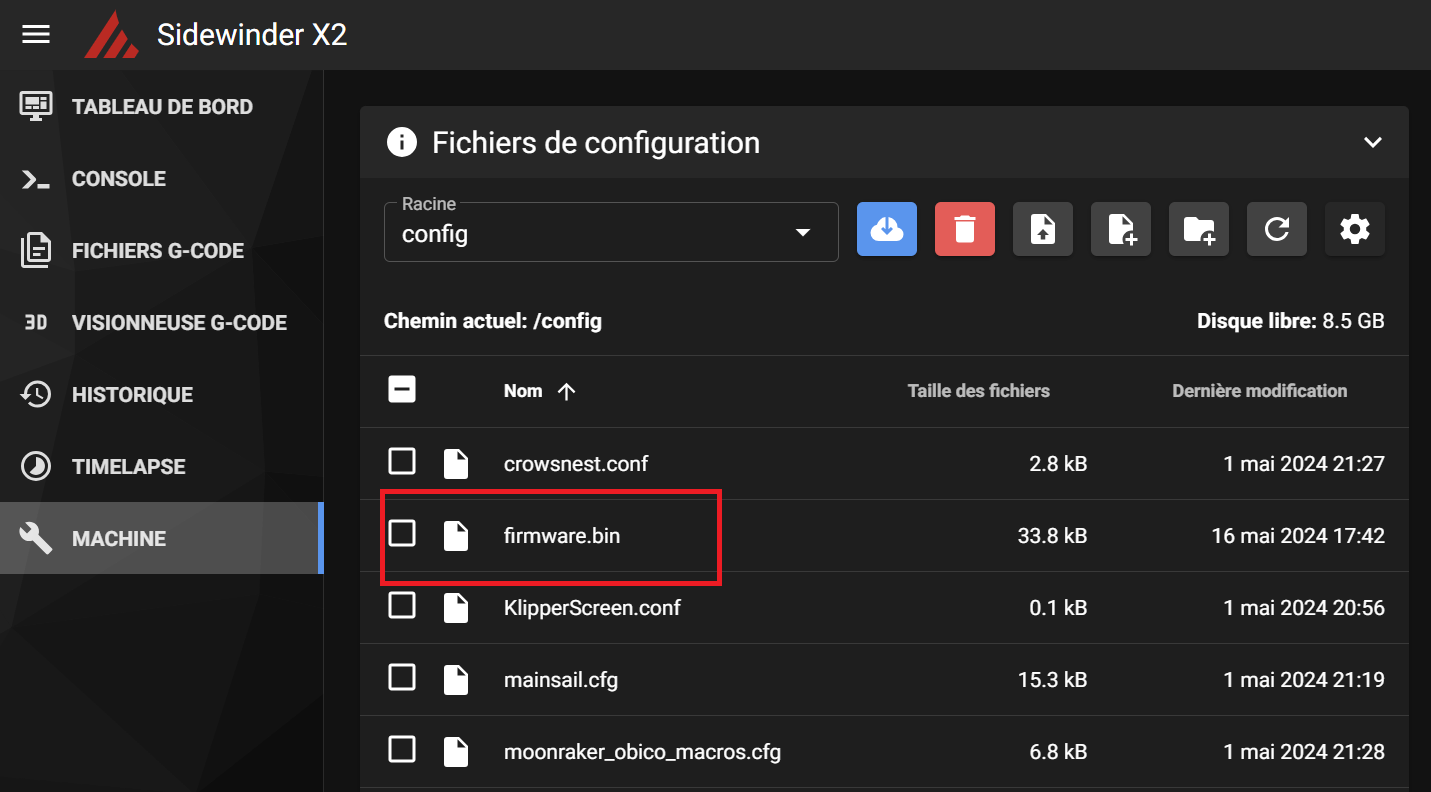 Sidewinder X2
TABLEAU DE BORD
CONSOLE
FICHIERS G-CODE
3D VISIONNEUSE G-CODE
HISTORIQUE
TIMELAPSE
MACHINE
Fichiers de configuration
Racine
config
Chemin actuel: /config Disque libre: 8.5 GB
Nom Taille des fichiers Dernière modification
crowsnest.conf 2.8 kB 1 mai 2024 21:27
firmware.bin 33.8 kB 16 mai 2024 17:42
KlipperScreen.conf 0.1 kB 1 mai 2024 20:56
mainsail.cfg 15.3 kB 1 mai 2024 21:19
moonraker_obico_macros.cfg 6.8 kB 1 mai 2024 21:28